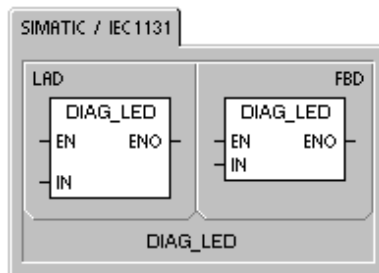 SIMATIC / IEC1131
LAD
FBD
DIAG_LED
EN ENO
IN
DIAG_LED
EN ENO
IN
DIAG_LED